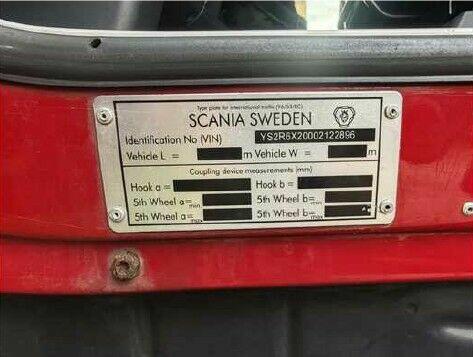 Type plate for international traffic (96/53/EC)
SCANIA SWEDEN
Identification No (VIN) YS2R6X20002122896
Vehicle L = m Vehicle W = m
Coupling device measurements (mm)
Hook a = Hook b =
5th Wheel a= min 5th Wheel b= min
5th Wheel a= max 5th Wheel b= max